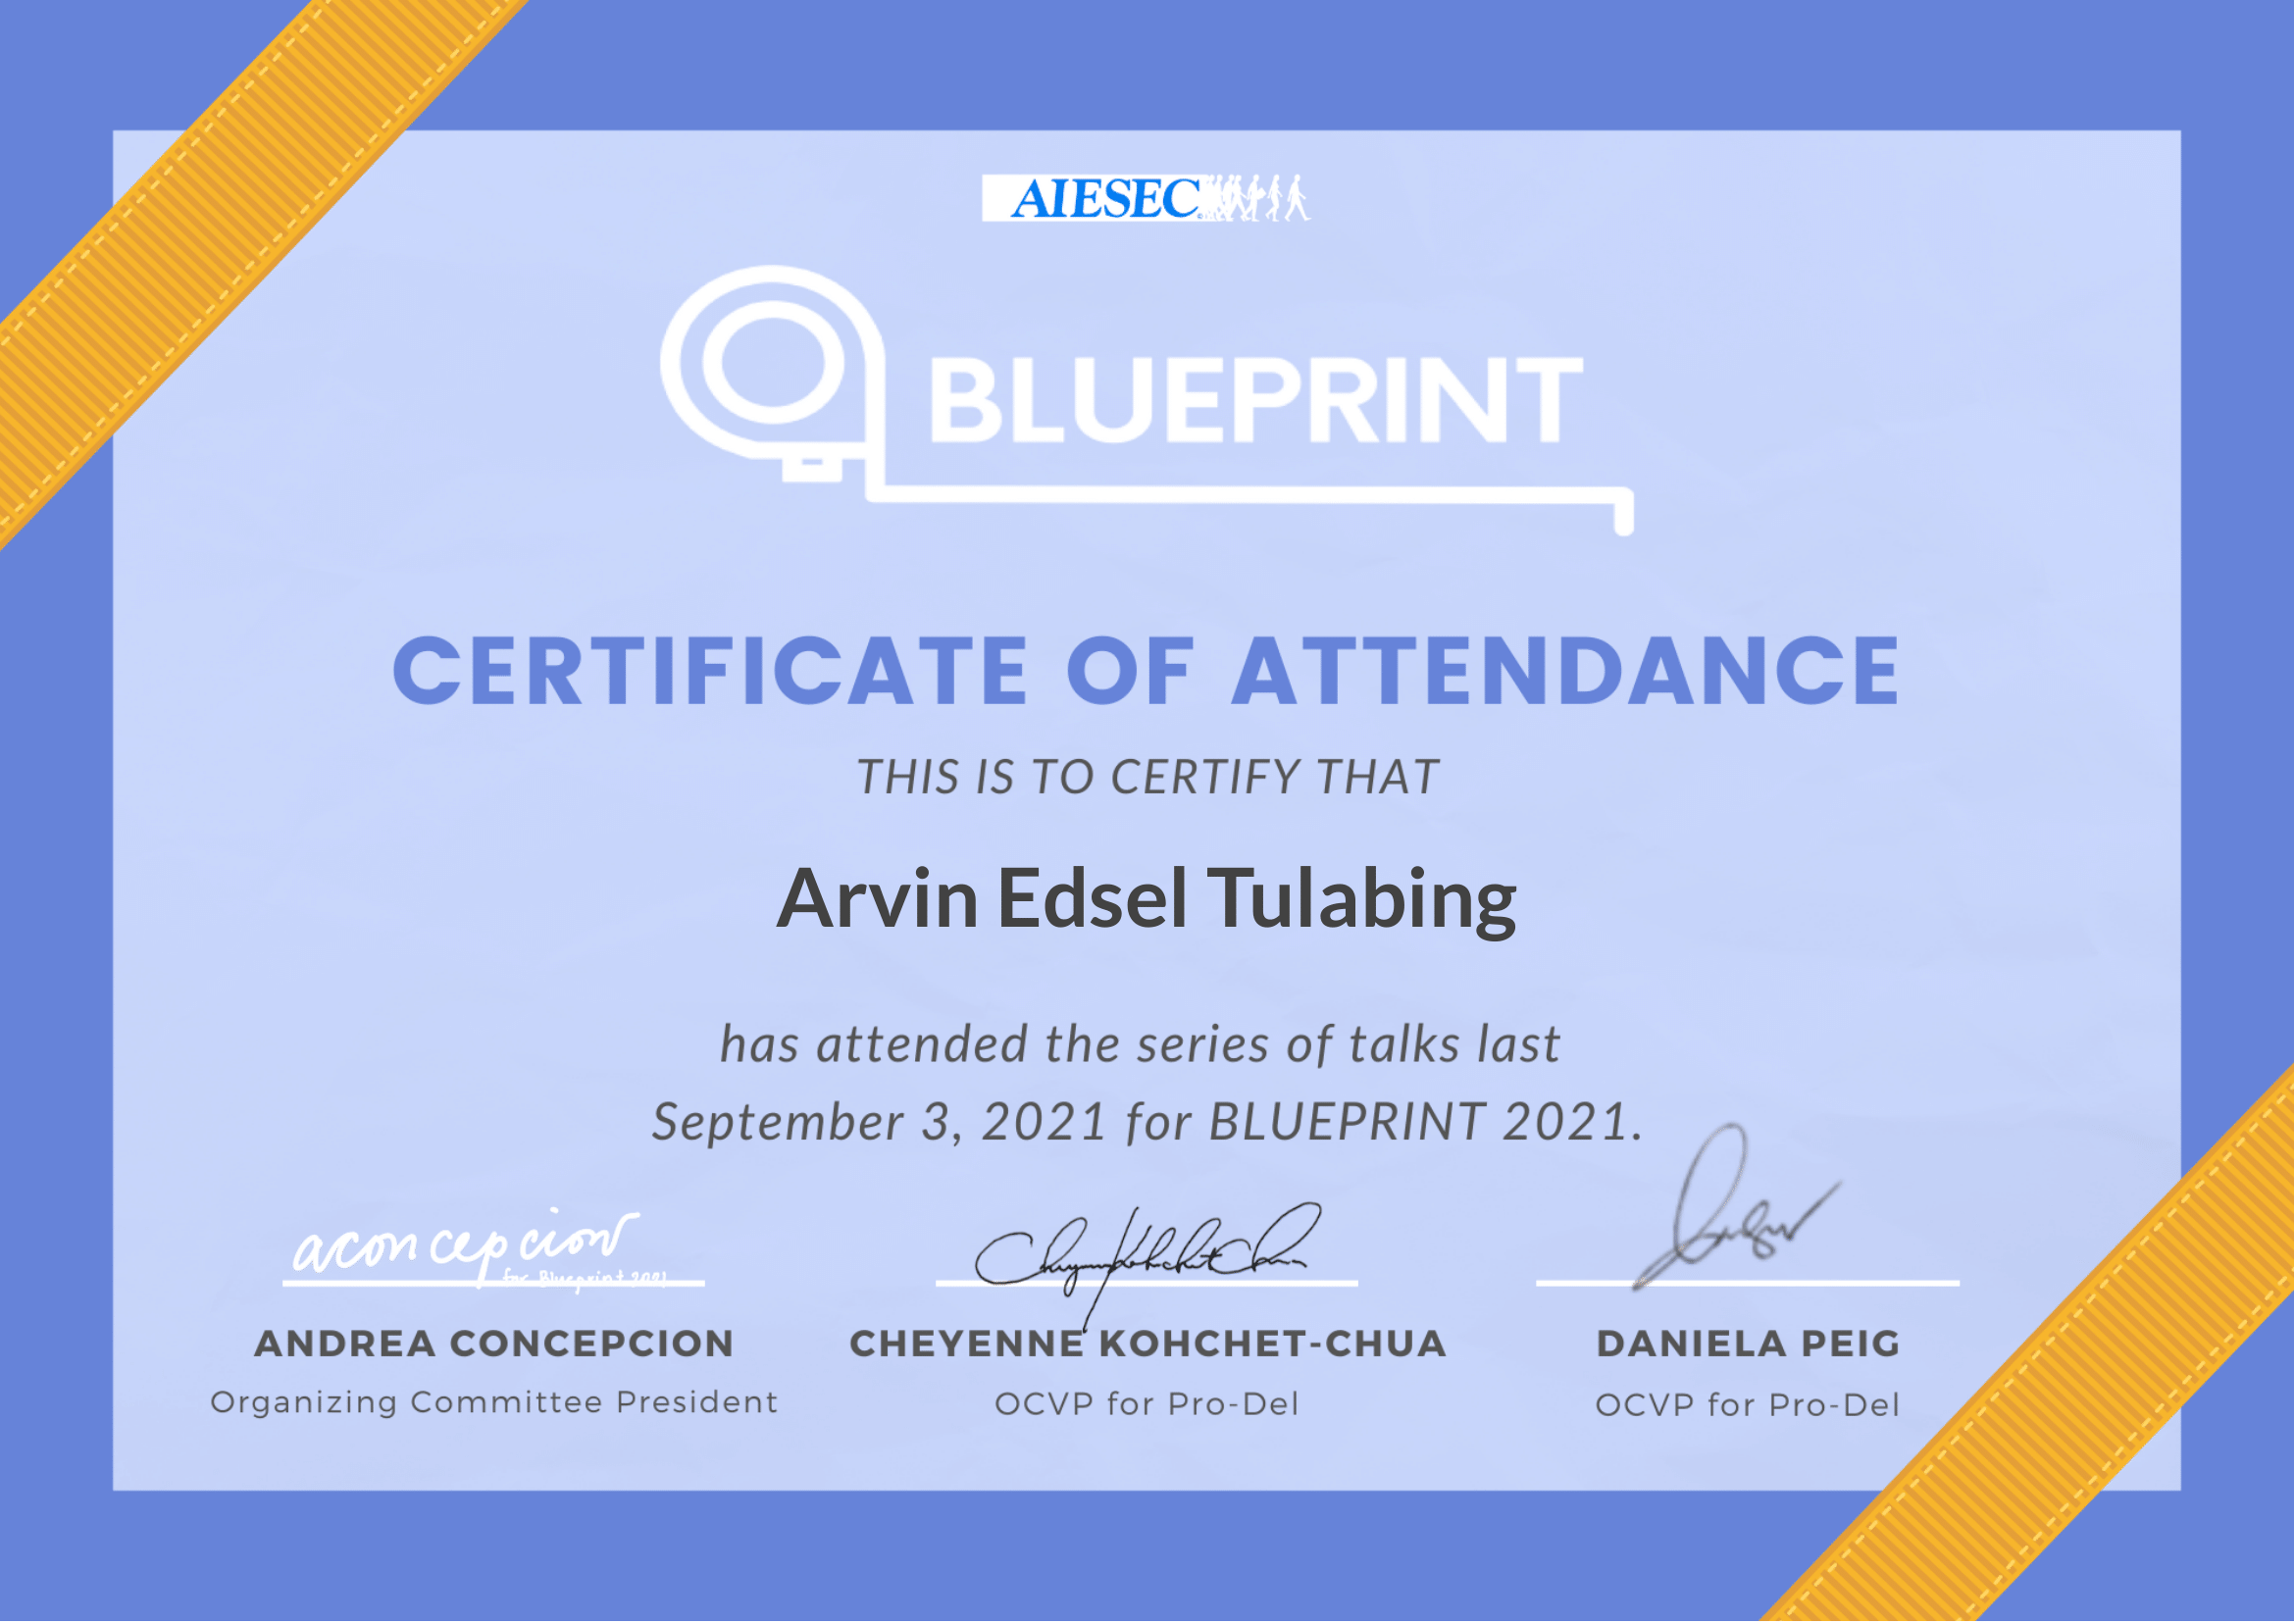 AIESEC
BLUEPRINT
CERTIFICATE OF ATTENDANCE
THIS IS TO CERTIFY THAT
Arvin Edsel Tulabing
has attended the series of talks last
September 3, 2021 for BLUEPRINT 2021.
aconcepcion
for Blueprint 2021
ANDREA CONCEPCION
Organizing Committee President
CHEYENNE KOHCHET-CHUA
OCVP for Pro-Del
DANIELA PEIG
OCVP for Pro-Del